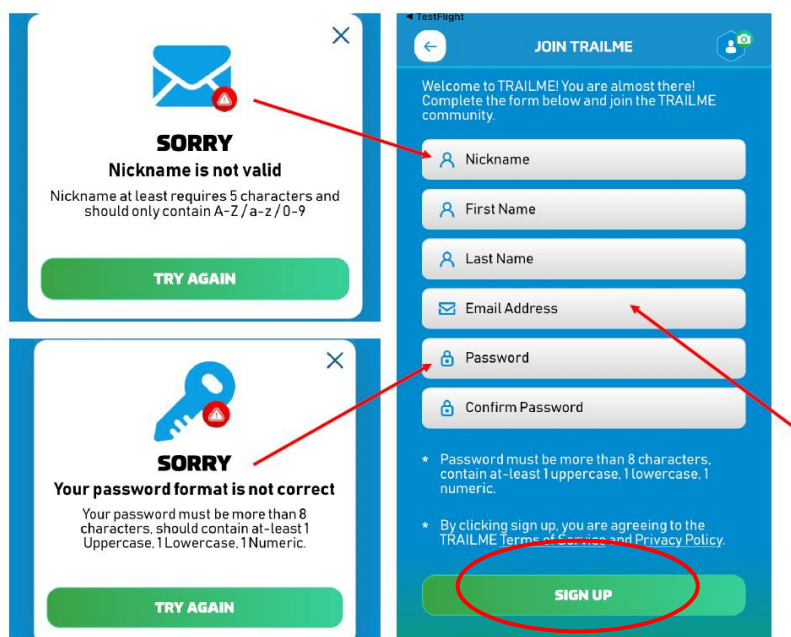 SORRY
Nickname is not valid
Nickname at least requires 5 characters and
should only contain A-Z / a-z / 0-9
TRY AGAIN
SORRY
Your password format is not correct
Your password must be more than 8
characters, should contain at-least 1
Uppercase, 1 Lowercase, 1 Numeric.
TRY AGAIN
TestFlight
JOIN TRAILME
Welcome to TRAILME! You are almost there!
Complete the form below and join the TRAILME
community.
Nickname
First Name
Last Name
Email Address
Password
Confirm Password
* Password must be more than 8 characters,
contain at-least 1 uppercase, 1 lowercase, 1
numeric.
* By clicking sign up, you are agreeing to the
TRAILME Terms of Service and Privacy Policy.
SIGN UP